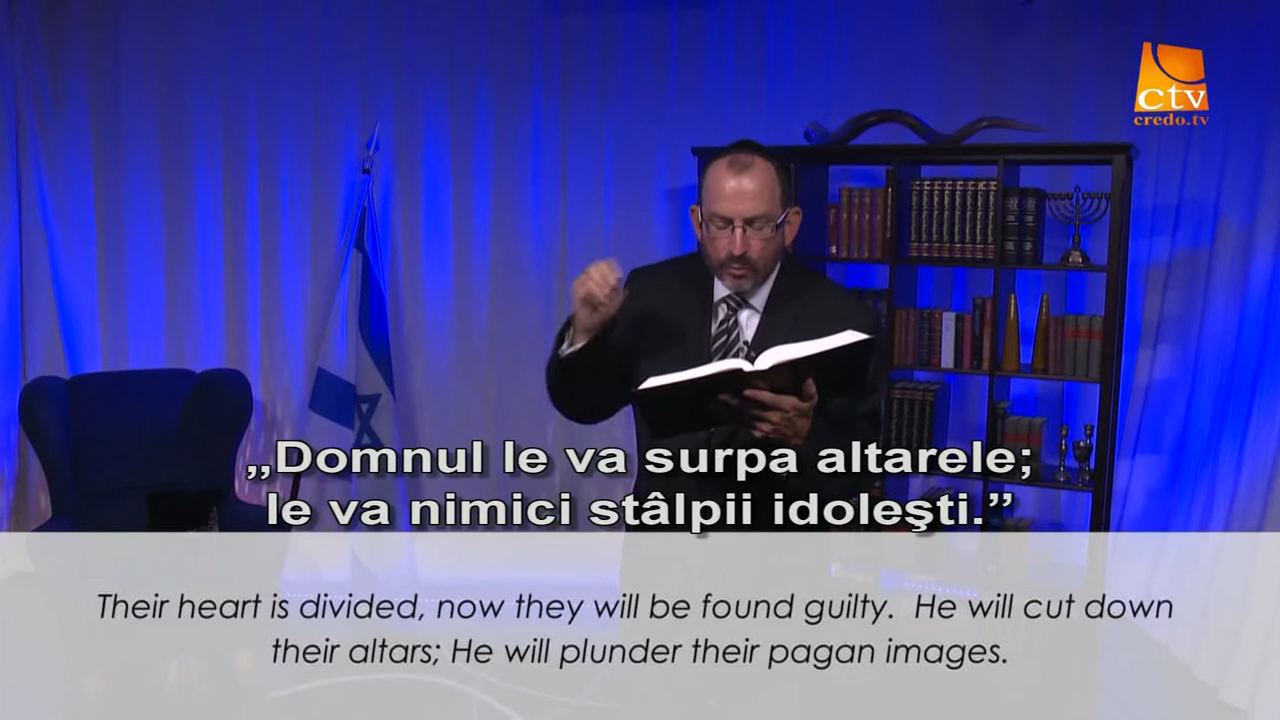 ctv
credo.tv
„Domnul le va surpa altarele;
le va nimici stâlpii idoleşti.”
Their heart is divided, now they will be found guilty.  He will cut down
their altars; He will plunder their pagan images.